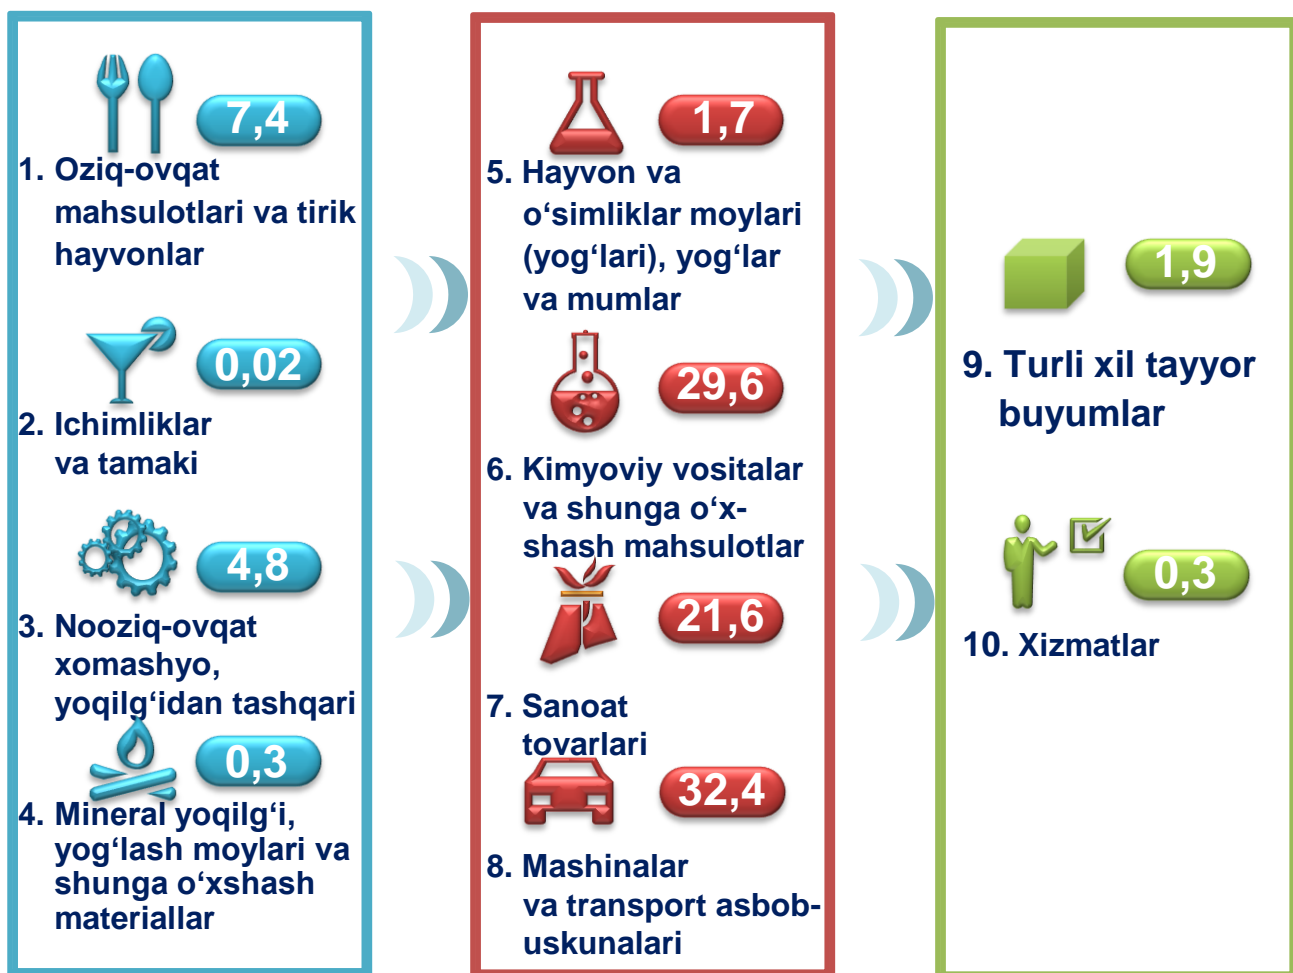 7,4
1. Oziq-ovqat
mahsulotlari va tirik
hayvonlar
0,02
2. Ichimliklar
va tamaki
4,8
3. Nooziq-ovqat
xomashyo,
yoqilg‘idan tashqari
0,3
4. Mineral yoqilg‘i,
yog‘lash moylari va
shunga o‘xshash
materiallar
1,7
5. Hayvon va
o‘simliklar moylari
(yog‘lari), yog‘lar
va mumlar
29,6
6. Kimyoviy vositalar
va shunga o‘x-
shash mahsulotlar
21,6
7. Sanoat
tovarlari
32,4
8. Mashinalar
va transport asbob-
uskunalari
1,9
9. Turli xil tayyor
buyumlar
0,3
10. Xizmatlar